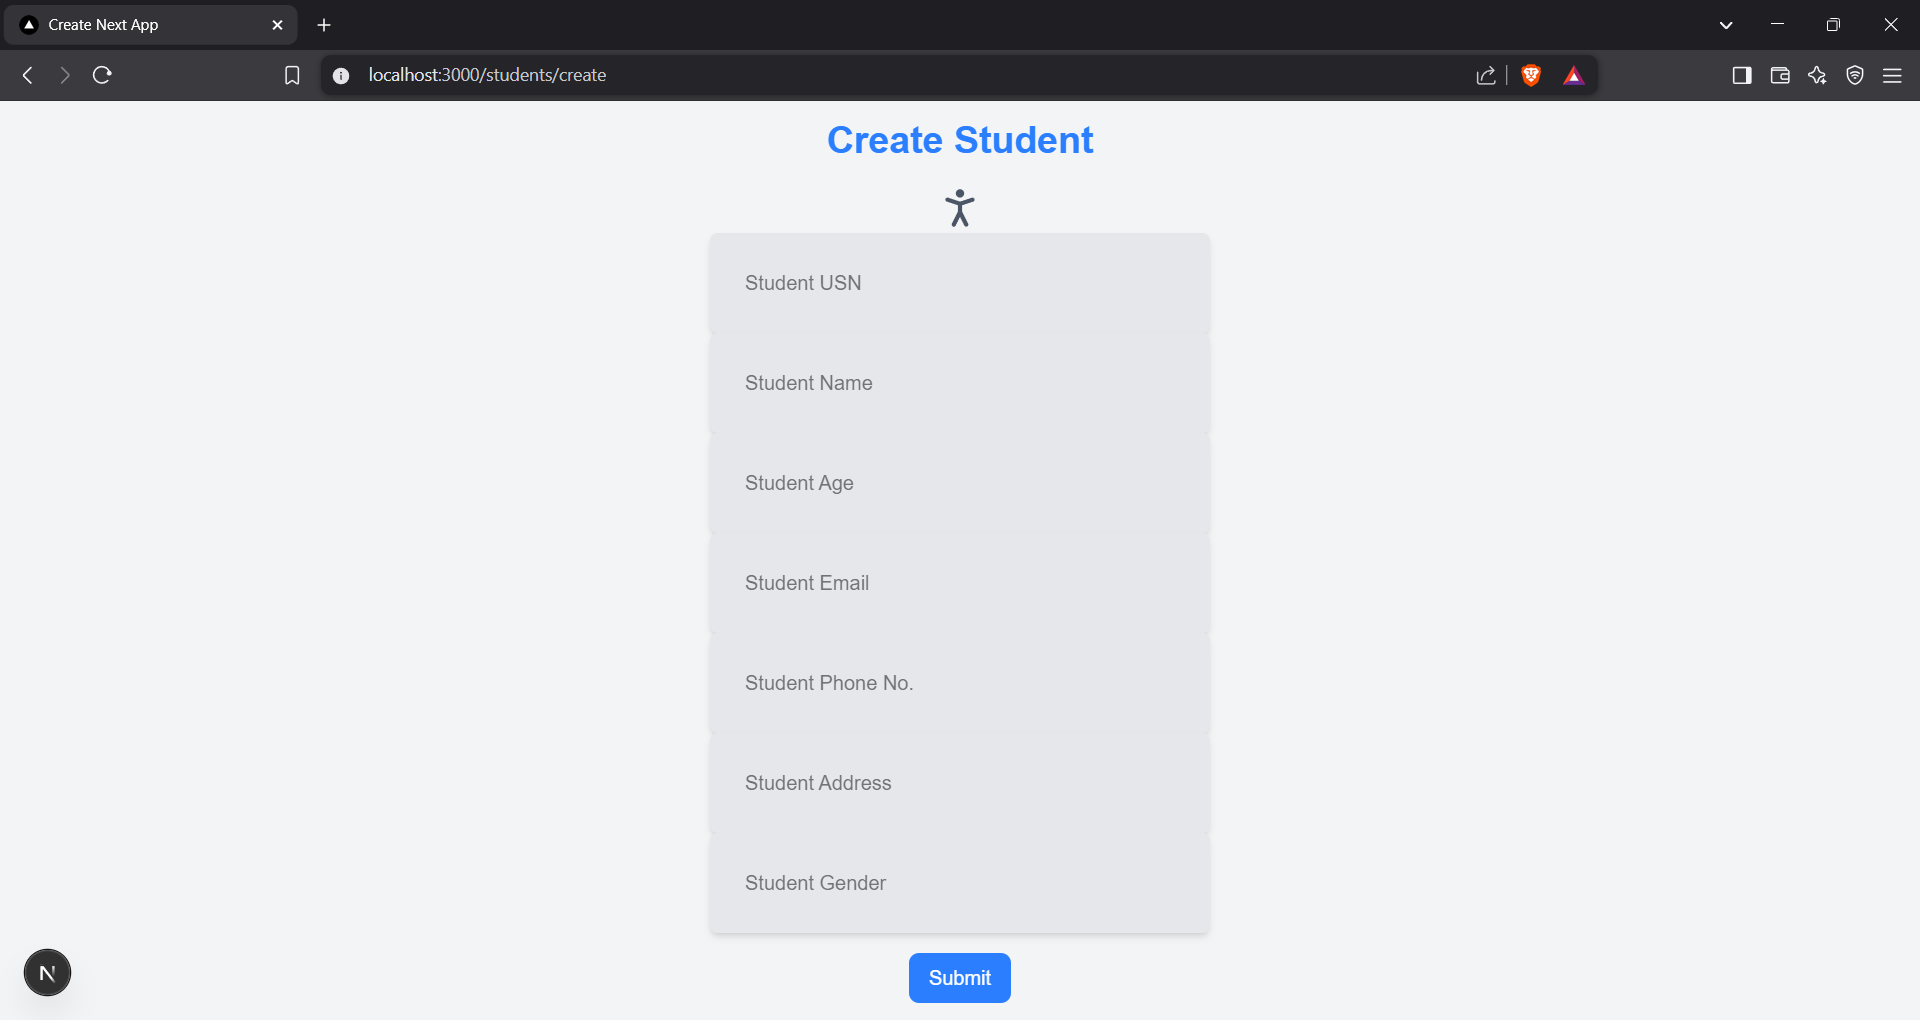 Create Next App
localhost:3000/students/create
Create Student
Student USN
Student Name
Student Age
Student Email
Student Phone No.
Student Address
Student Gender
Submit
N